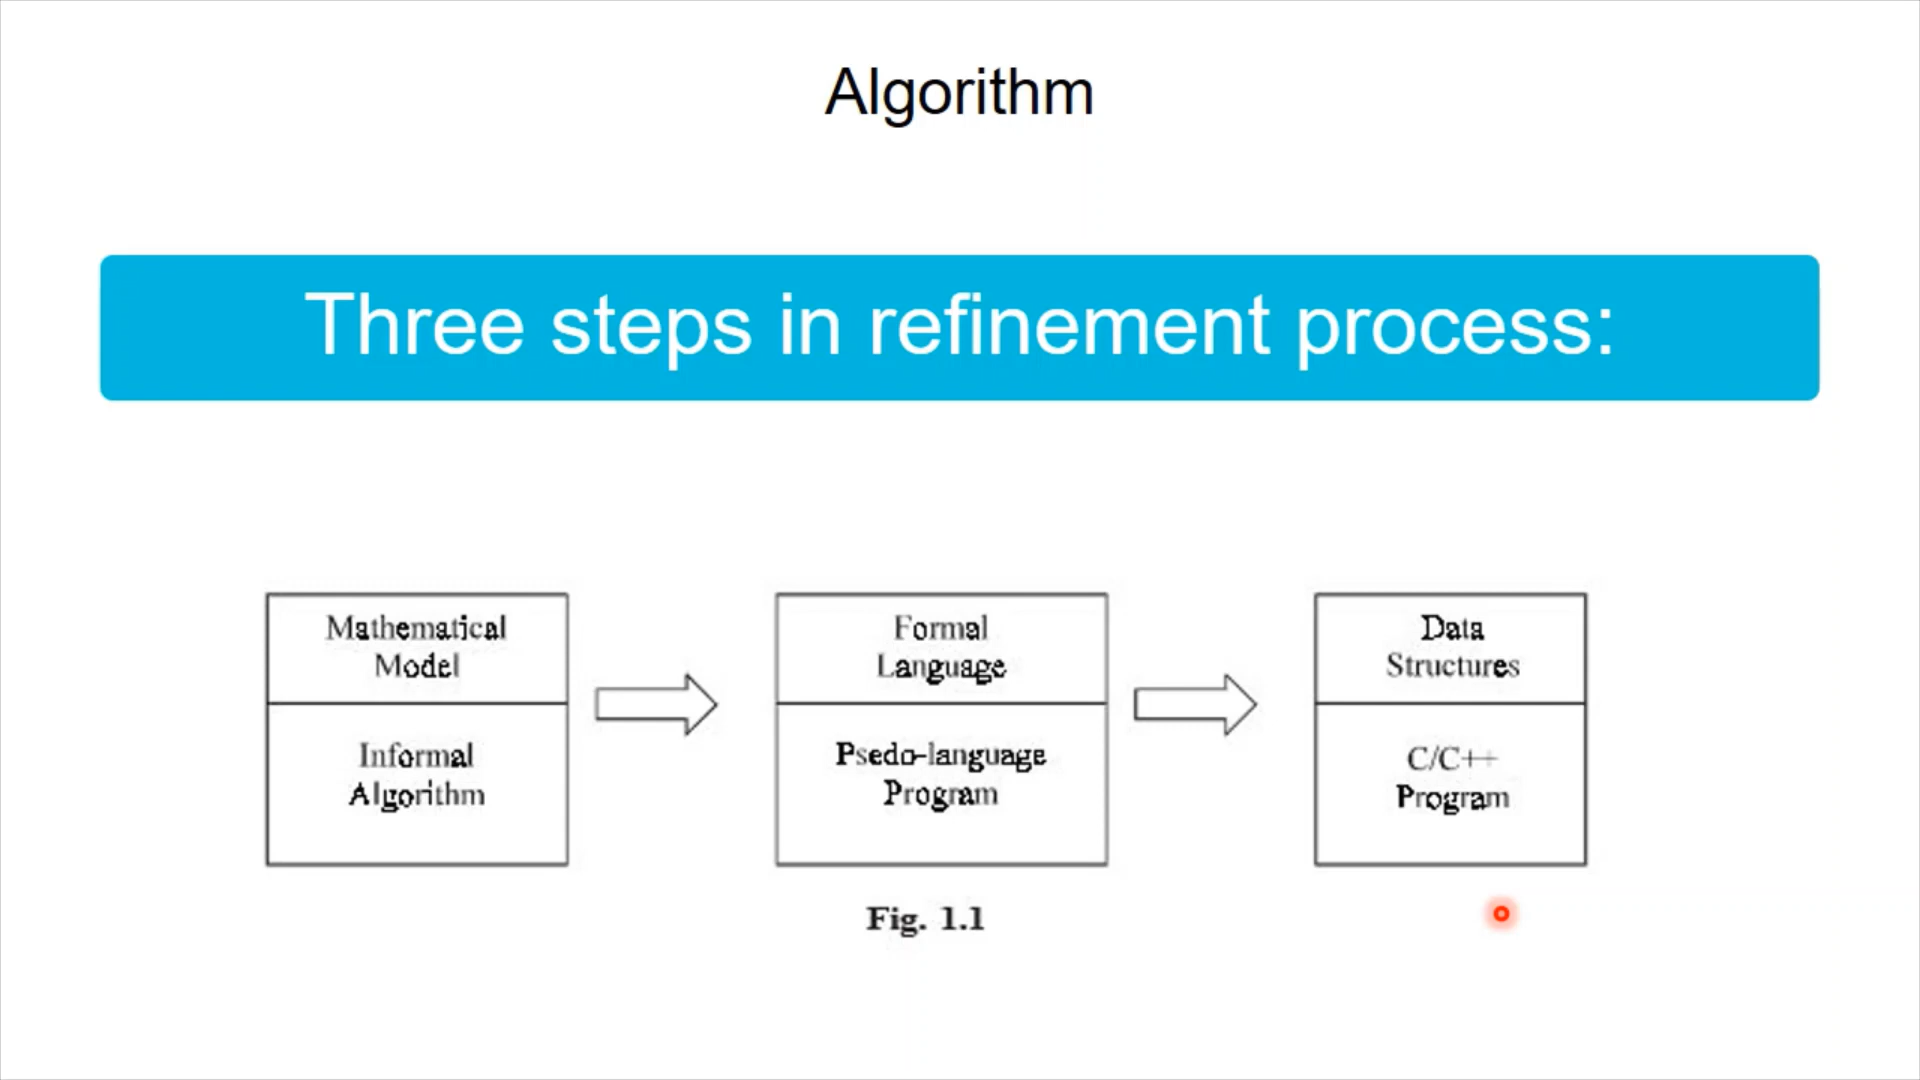 Algorithm
Three steps in refinement process:
Mathematical
Model
Informal
Algorithm
Formal
Language
Psedo-language
Program
Data
Structures
C/C++
Program
Fig. 1.1